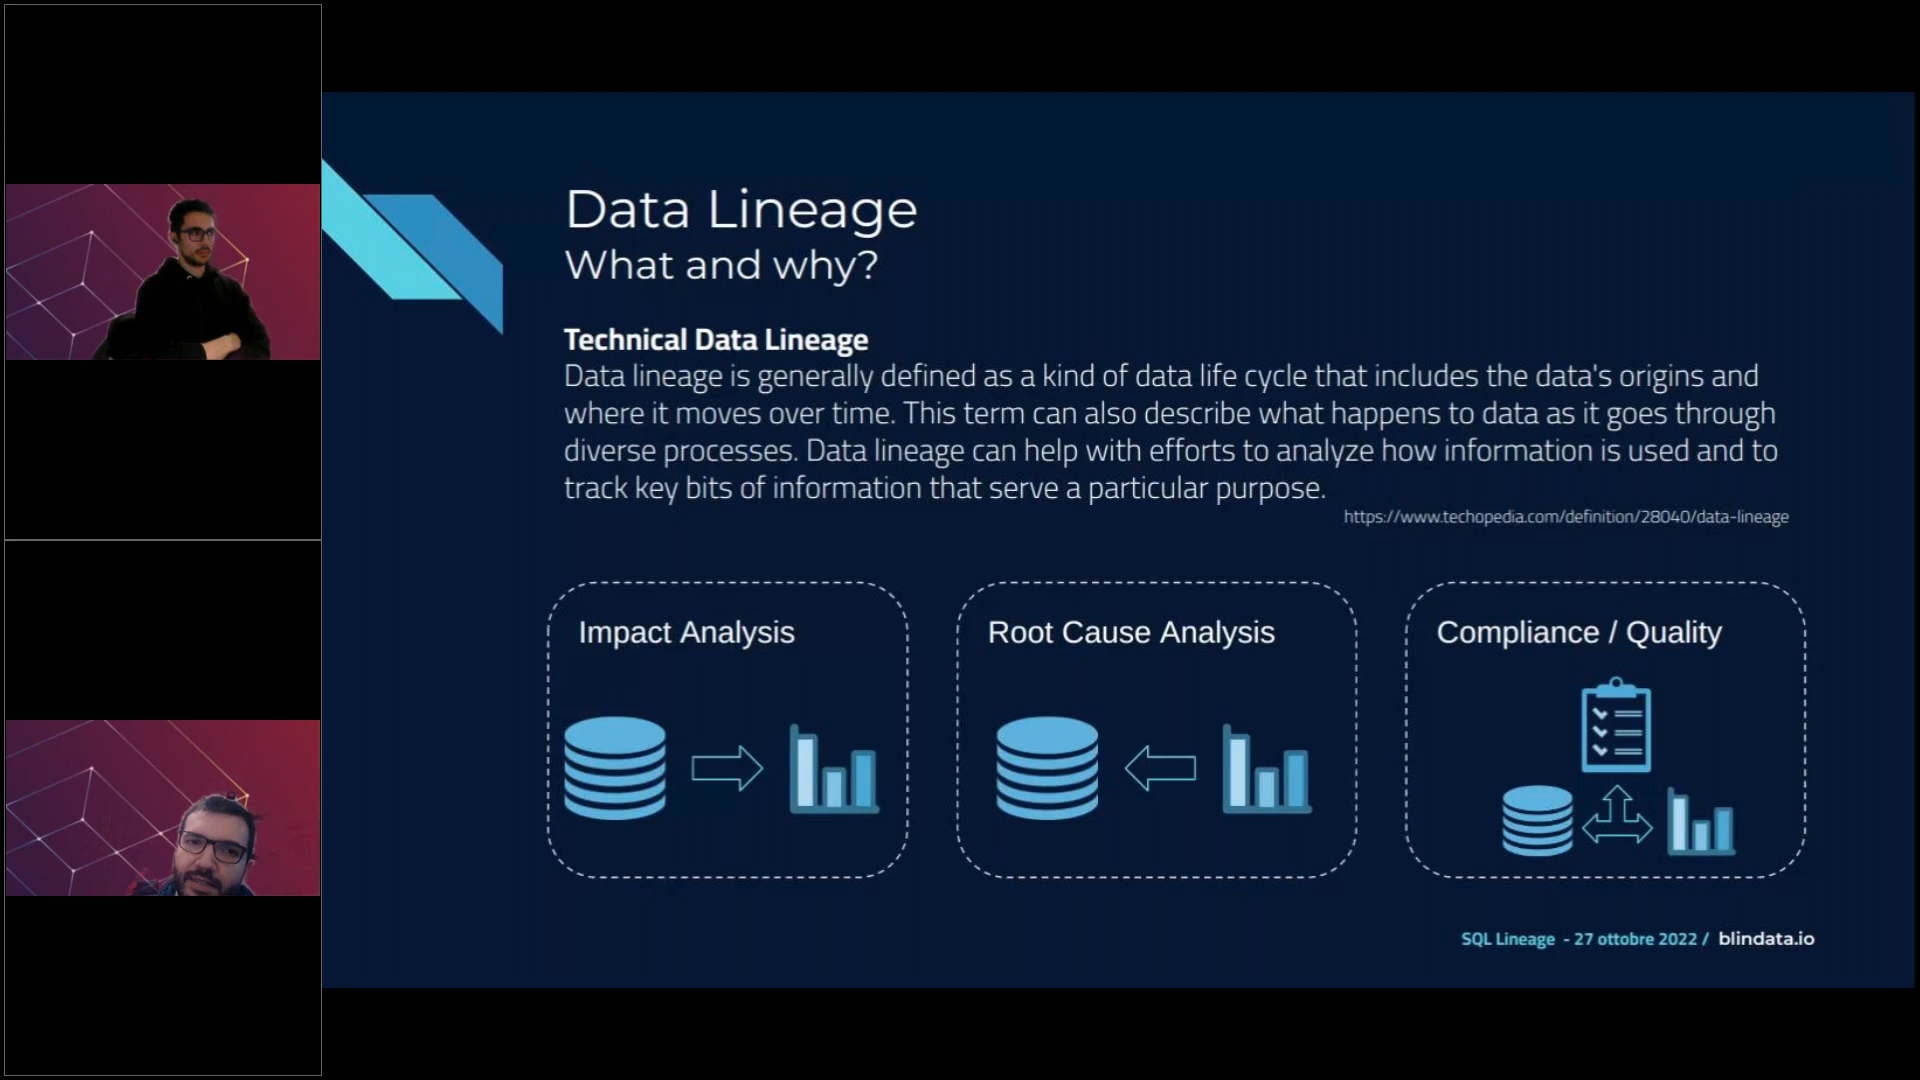 Data Lineage
What and why?
Technical Data Lineage
Data lineage is generally defined as a kind of data life cycle that includes the data's origins and
where it moves over time. This term can also describe what happens to data as it goes through
diverse processes. Data lineage can help with efforts to analyze how information is used and to
track key bits of information that serve a particular purpose.
https://www.techopedia.com/definition/28040/data-lineage
Impact Analysis
Root Cause Analysis
Compliance / Quality
SQL Lineage - 27 ottobre 2022 / blindata.io